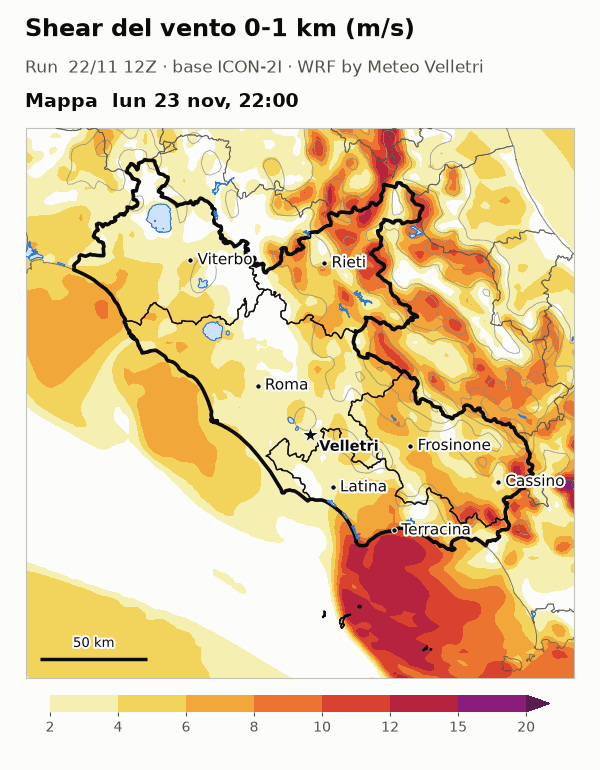 Shear del vento 0-1 km (m/s)
Run  22/11 12Z · base ICON-2I · WRF by Meteo Velletri
Mappa  lun 23 nov, 22:00
Viterbo
Rieti
Roma
Velletri
Frosinone
Latina
Cassino
Terracina
50 km
2 4 6 8 10 12 15 20